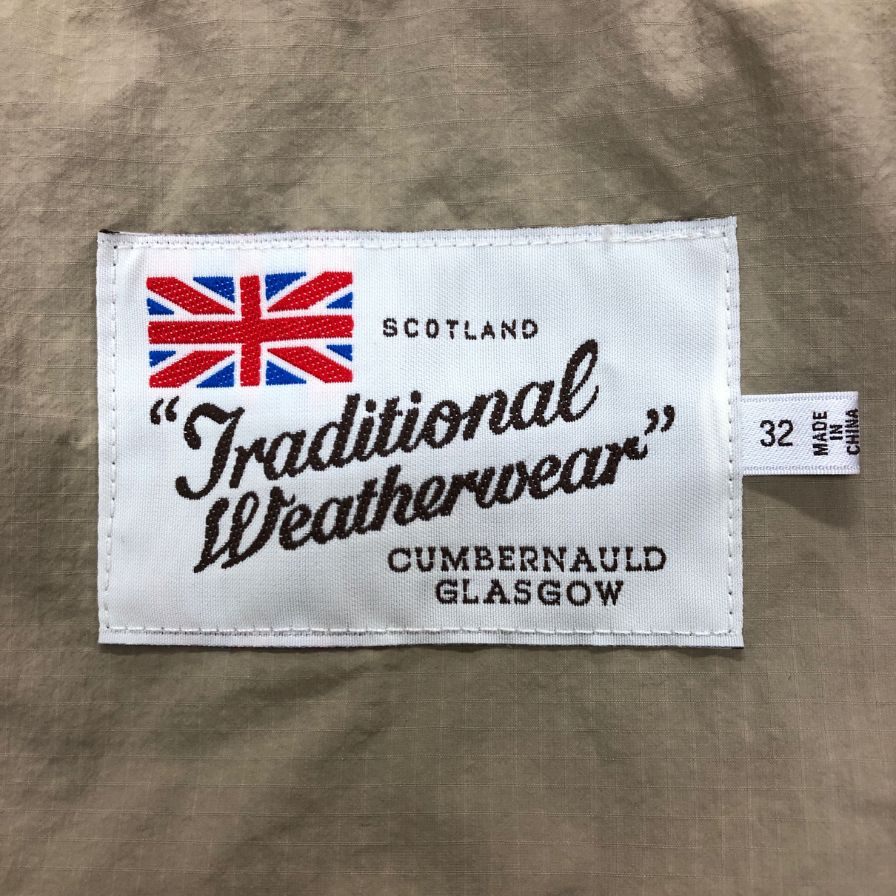 SCOTLAND
"Traditional
Weatherwear"
CUMBERNAULD
GLASGOW
32
MADE
IN
CHINA